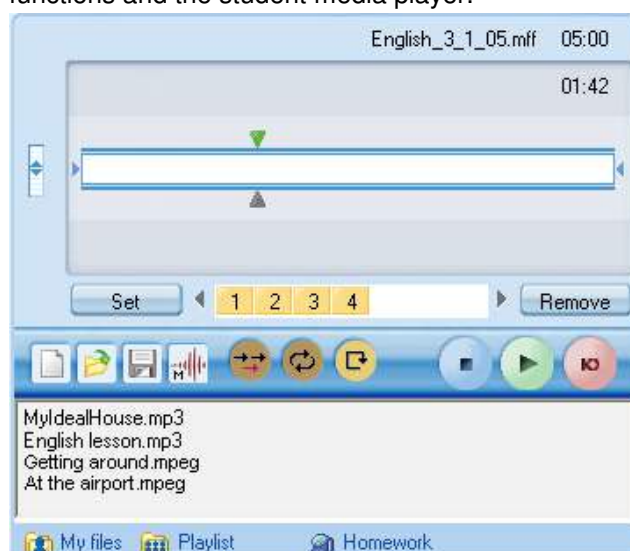 functions and the student media player.
English_3_1_05.mff 05:00
01:42
Set 1 2 3 4 Remove
M
MyIdealHouse.mp3
English lesson.mp3
Getting around.mpeg
At the airport.mpeg
My files Playlist Homework